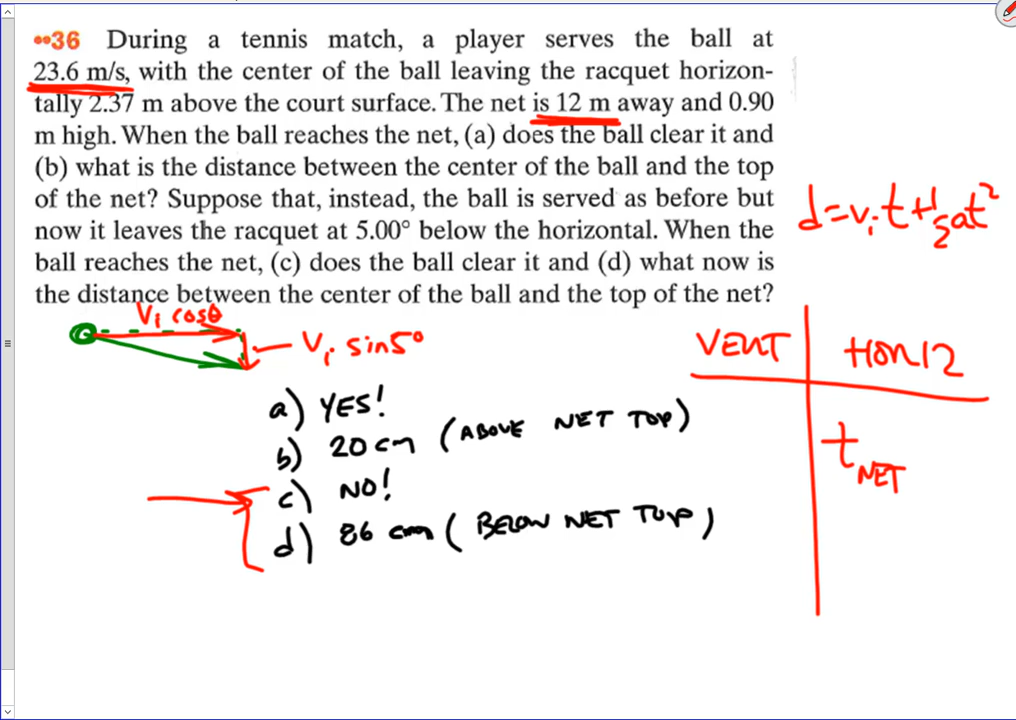 ••36 During a tennis match, a player serves the ball at
23.6 m/s, with the center of the ball leaving the racquet horizon-
tally 2.37 m above the court surface. The net is 12 m away and 0.90
m high. When the ball reaches the net, (a) does the ball clear it and
(b) what is the distance between the center of the ball and the top
of the net? Suppose that, instead, the ball is served as before but
now it leaves the racquet at 5.00° below the horizontal. When the
ball reaches the net, (c) does the ball clear it and (d) what now is
the distance between the center of the ball and the top of the net?
d=vᵢt+½at²
Vᵢ cosθ
Vᵢ sin5°
VERT HORIZ
t NET
a) YES!
b) 20 cm (ABOVE NET TOP)
c) NO!
d) 86 cm (BELOW NET TOP)